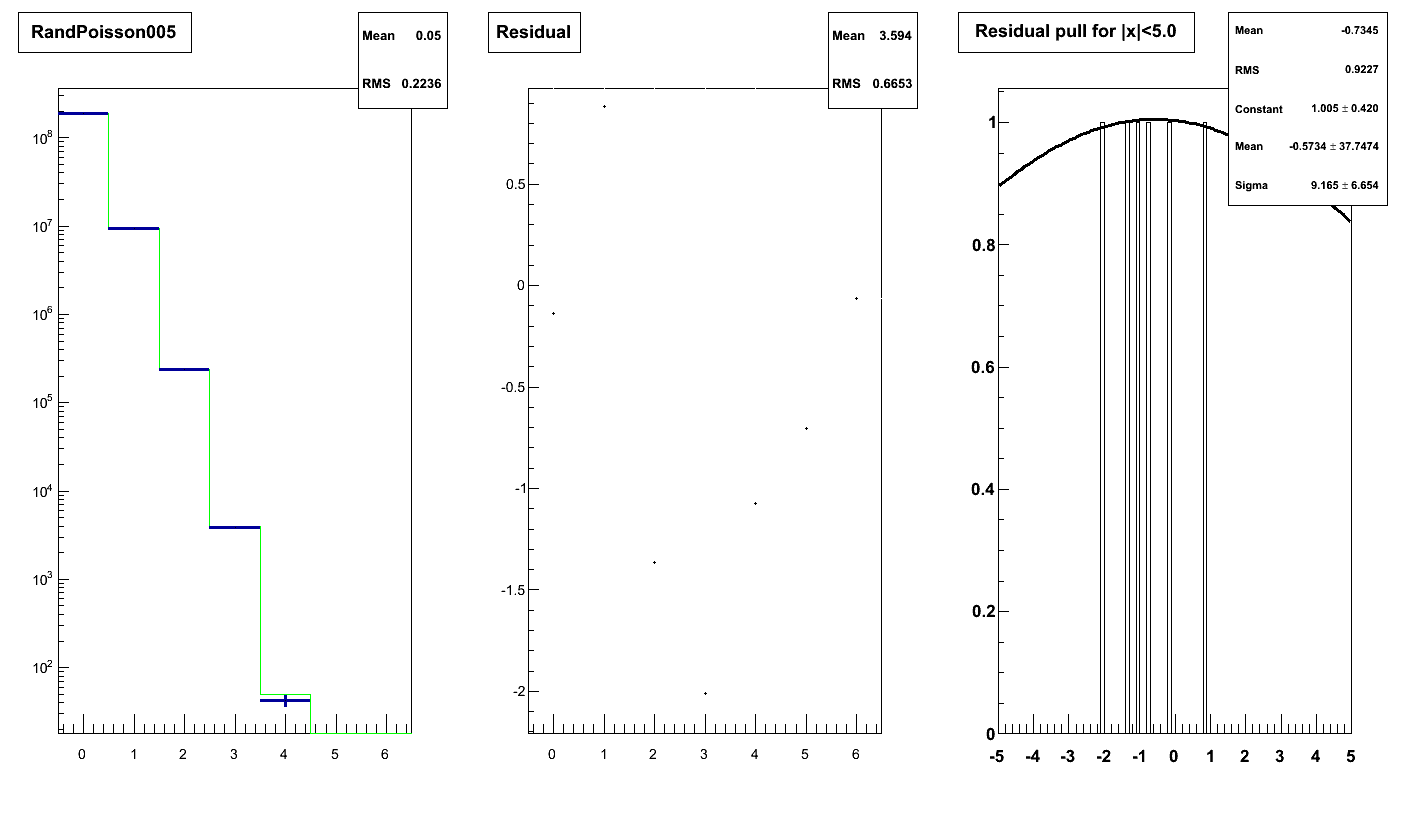 RandPoisson005
Mean 0.05
RMS 0.2236
10^8
10^7
10^6
10^5
10^4
10^3
10^2
0 1 2 3 4 5 6
Residual
Mean 3.594
RMS 0.6653
0.5
0
-0.5
-1
-1.5
-2
0 1 2 3 4 5 6
Residual pull for |x|<5.0
Mean -0.7345
RMS 0.9227
Constant 1.005 ± 0.420
Mean -0.5734 ± 37.7474
Sigma 9.165 ± 6.654
1
0.8
0.6
0.4
0.2
0
-5 -4 -3 -2 -1 0 1 2 3 4 5